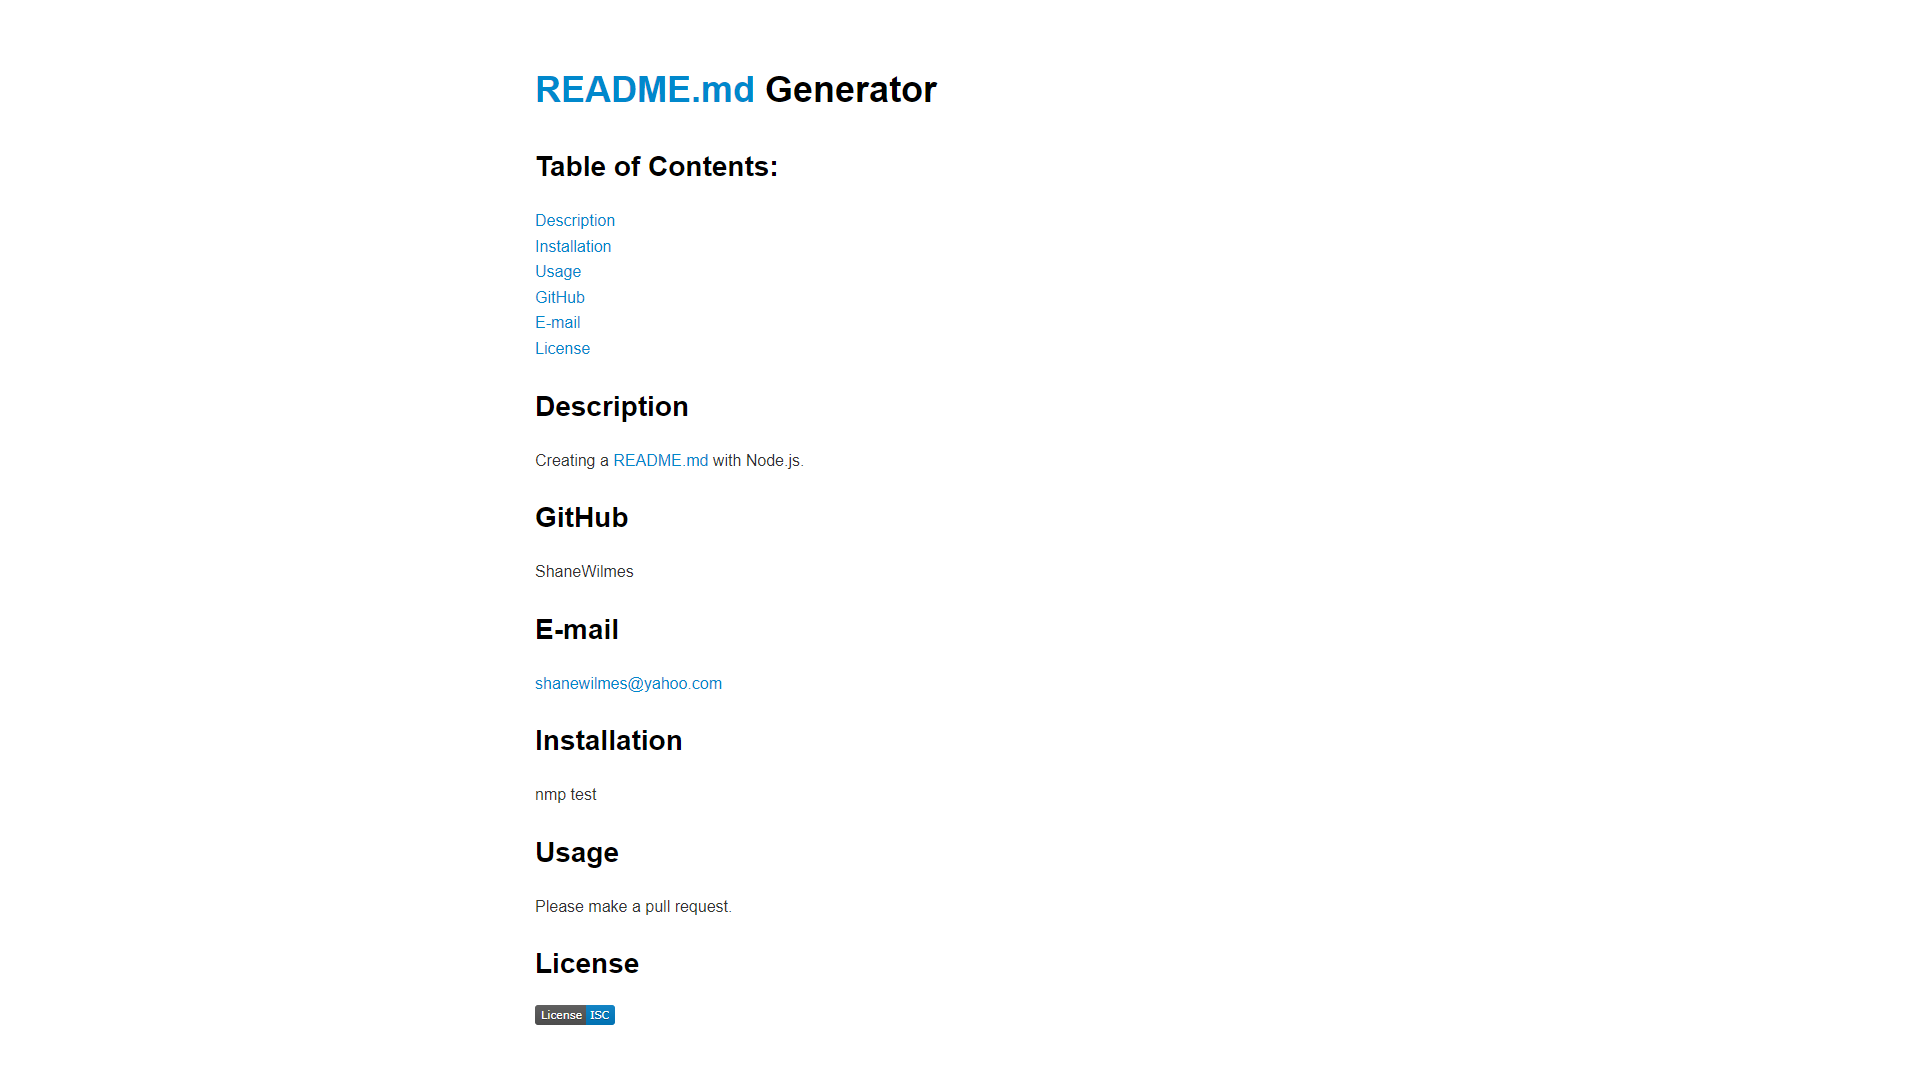 README.md Generator
Table of Contents:
Description
Installation
Usage
GitHub
E-mail
License
Description
Creating a README.md with Node.js.
GitHub
ShaneWilmes
E-mail
shanewilmes@yahoo.com
Installation
nmp test
Usage
Please make a pull request.
License
License ISC